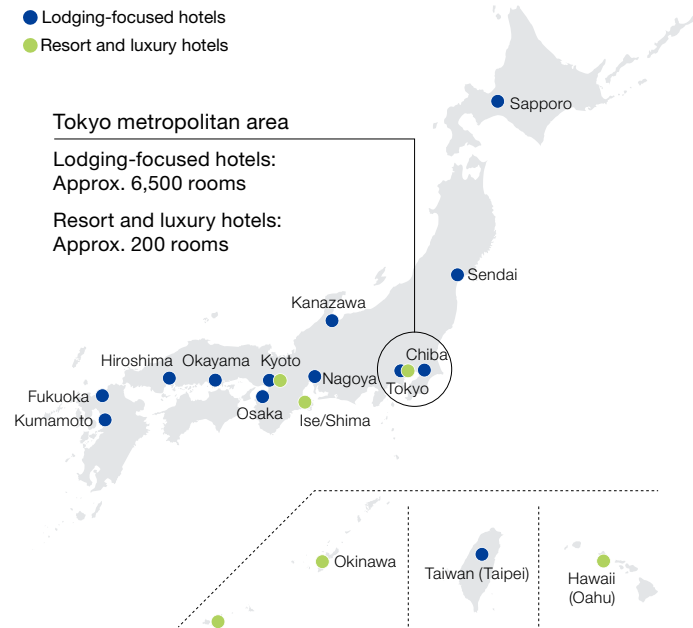 Lodging-focused hotels
Resort and luxury hotels
Sapporo
Tokyo metropolitan area
Lodging-focused hotels:
Approx. 6,500 rooms
Resort and luxury hotels:
Approx. 200 rooms
Sendai
Kanazawa
Hiroshima
Okayama
Kyoto
Chiba
Nagoya
Tokyo
Fukuoka
Osaka
Kumamoto
Ise/Shima
Okinawa
Taiwan (Taipei)
Hawaii
(Oahu)